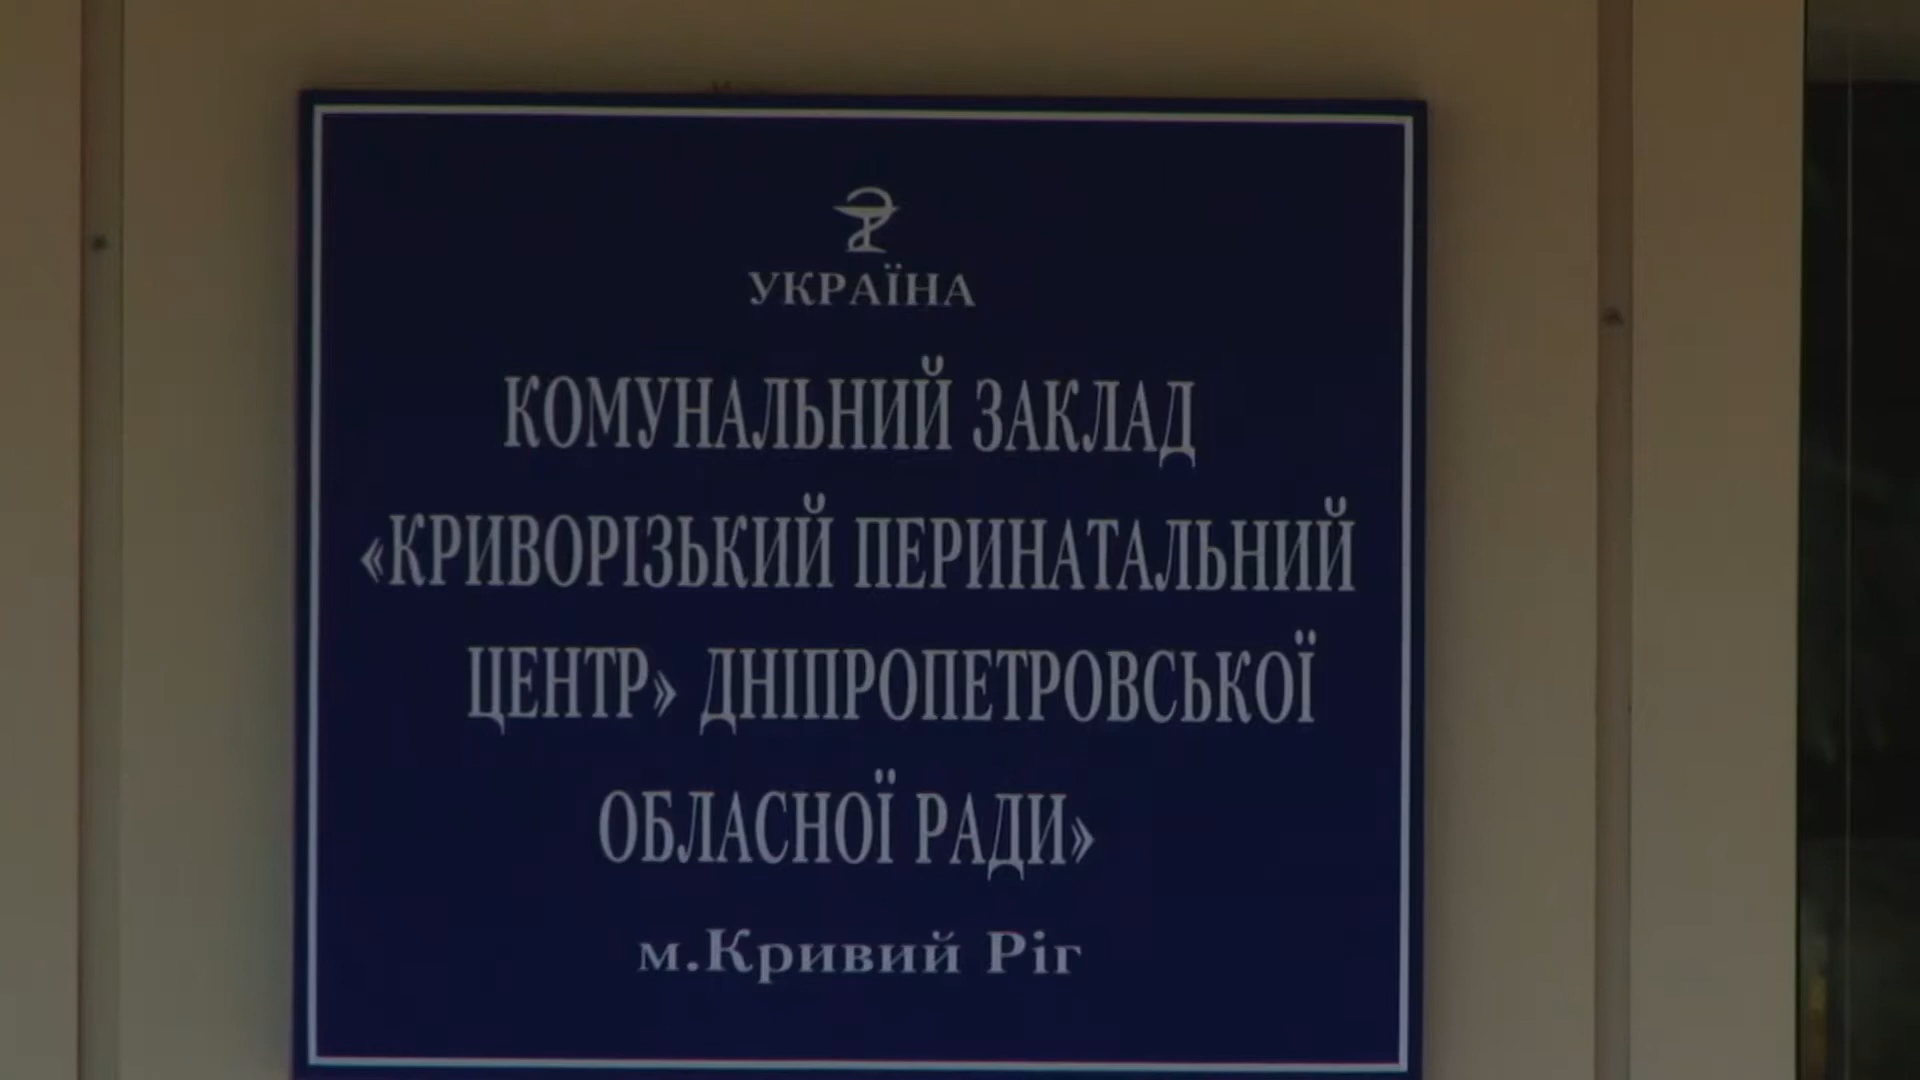 УКРАЇНА
КОМУНАЛЬНИЙ ЗАКЛАД
«КРИВОРІЗЬКИЙ ПЕРИНАТАЛЬНИЙ
ЦЕНТР» ДНІПРОПЕТРОВСЬКОЇ
ОБЛАСНОЇ РАДИ»
м.Кривий Ріг